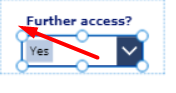 Further access?
Yes